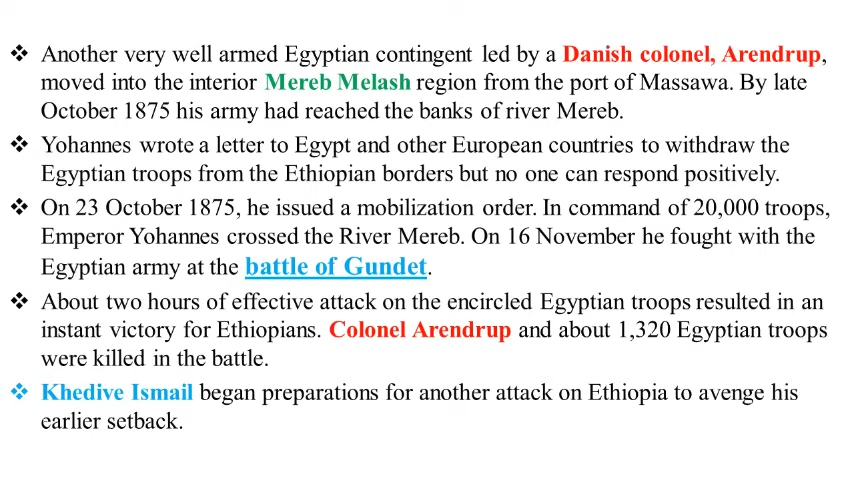 ❖ Another very well armed Egyptian contingent led by a Danish colonel, Arendrup,
moved into the interior Mereb Melash region from the port of Massawa. By late
October 1875 his army had reached the banks of river Mereb.
❖ Yohannes wrote a letter to Egypt and other European countries to withdraw the
Egyptian troops from the Ethiopian borders but no one can respond positively.
❖ On 23 October 1875, he issued a mobilization order. In command of 20,000 troops,
Emperor Yohannes crossed the River Mereb. On 16 November he fought with the
Egyptian army at the battle of Gundet.
❖ About two hours of effective attack on the encircled Egyptian troops resulted in an
instant victory for Ethiopians. Colonel Arendrup and about 1,320 Egyptian troops
were killed in the battle.
❖ Khedive Ismail began preparations for another attack on Ethiopia to avenge his
earlier setback.